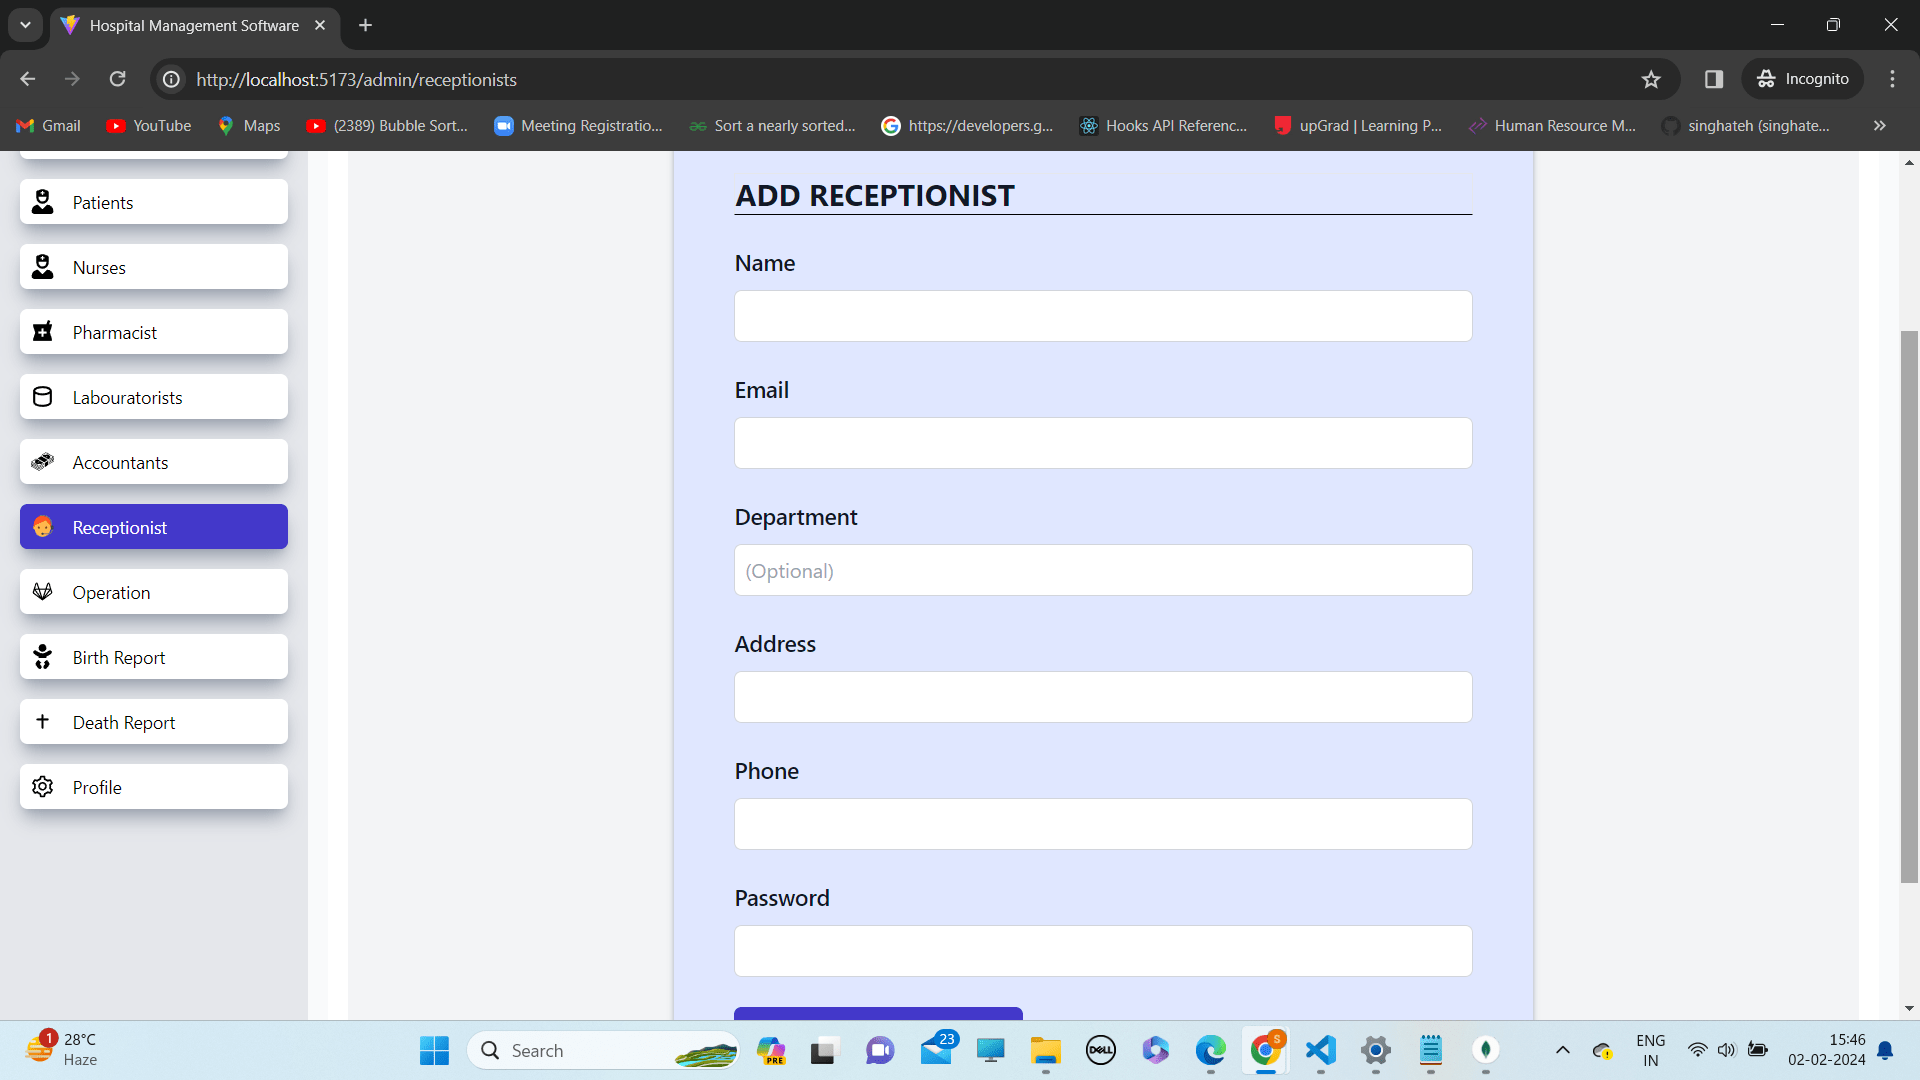 Hospital Management Software
http://localhost:5173/admin/receptionists
Incognito
Gmail
YouTube
Maps
(2389) Bubble Sort...
Meeting Registratio...
Sort a nearly sorted...
https://developers.g...
Hooks API Referenc...
upGrad | Learning P...
Human Resource M...
singhateh (singhate...
Patients
Nurses
Pharmacist
Labouratorists
Accountants
Receptionist
Operation
Birth Report
Death Report
Profile
ADD RECEPTIONIST
Name
Email
Department
(Optional)
Address
Phone
Password
1
28°C
Haze
Search
PRE
23
DELL
S
ENG
IN
15:46
02-02-2024